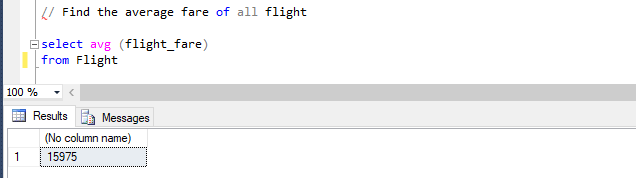 // Find the average fare of all flight
select avg (flight_fare)
from Flight
100 %
Results Messages
(No column name)
1 15975